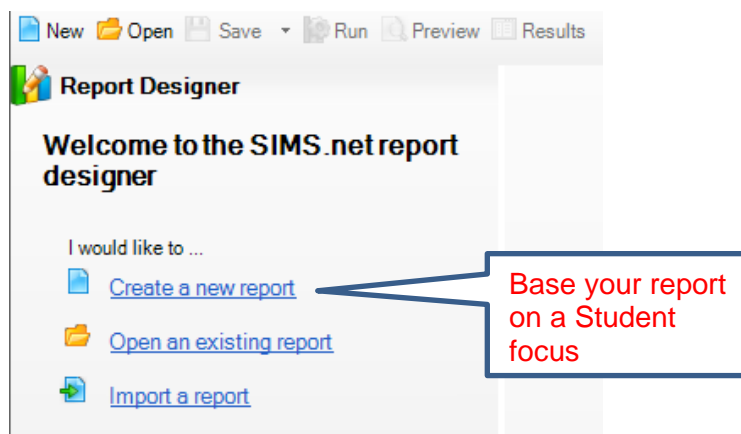 New Open Save Run Preview Results
Report Designer
Welcome to the SIMS.net report
designer
I would like to ...
Create a new report
Open an existing report
Import a report
Base your report
on a Student
focus